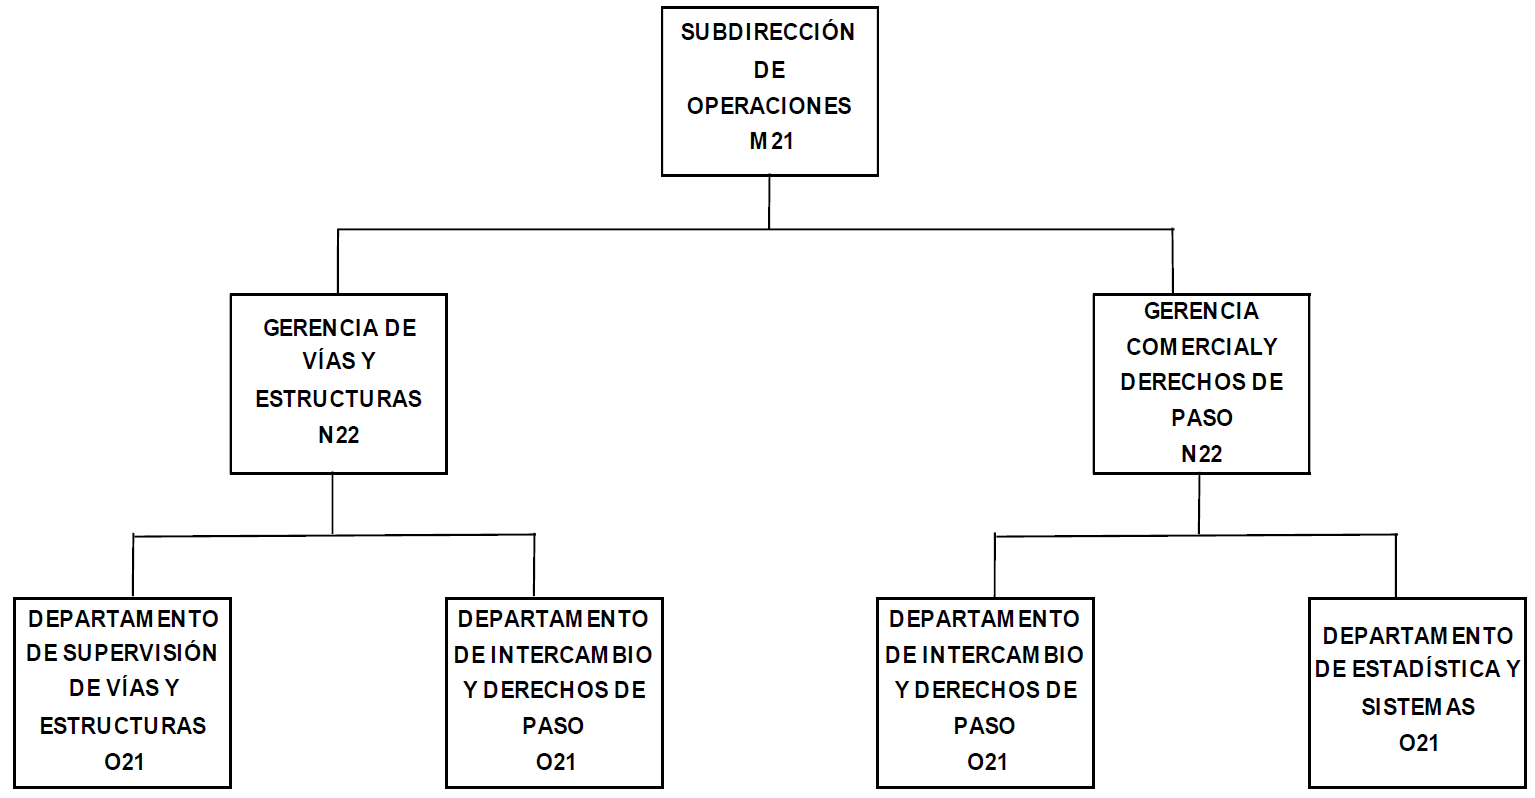 SUBDIRECCIÓN
DE
OPERACIONES
M21
GERENCIA DE
VÍAS Y
ESTRUCTURAS
N22
GERENCIA
COMERCIALY
DERECHOS DE
PASO
N22
DEPARTAMENTO
DE SUPERVISIÓN
DE VÍAS Y
ESTRUCTURAS
O21
DEPARTAMENTO
DE INTERCAMBIO
Y DERECHOS DE
PASO
O21
DEPARTAMENTO
DE INTERCAMBIO
Y DERECHOS DE
PASO
O21
DEPARTAMENTO
DE ESTADÍSTICA Y
SISTEMAS
O21